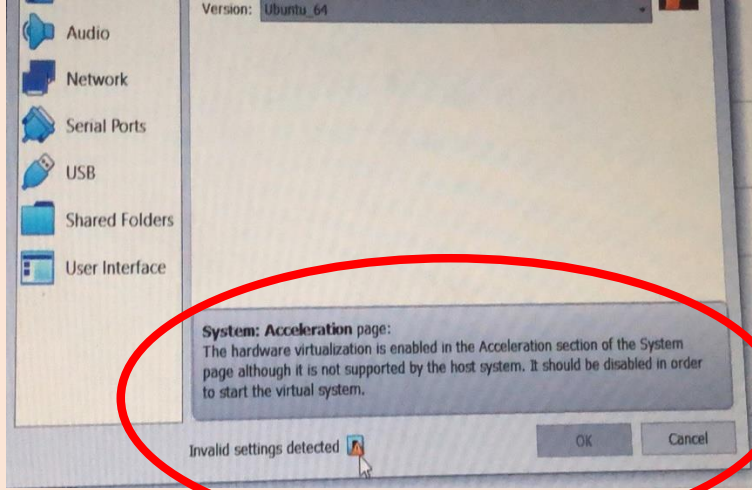 Version: Ubuntu_64
Audio
Network
Serial Ports
USB
Shared Folders
User Interface
System: Acceleration page:
The hardware virtualization is enabled in the Acceleration section of the System
page although it is not supported by the host system. It should be disabled in order
to start the virtual system.
Invalid settings detected
OK
Cancel